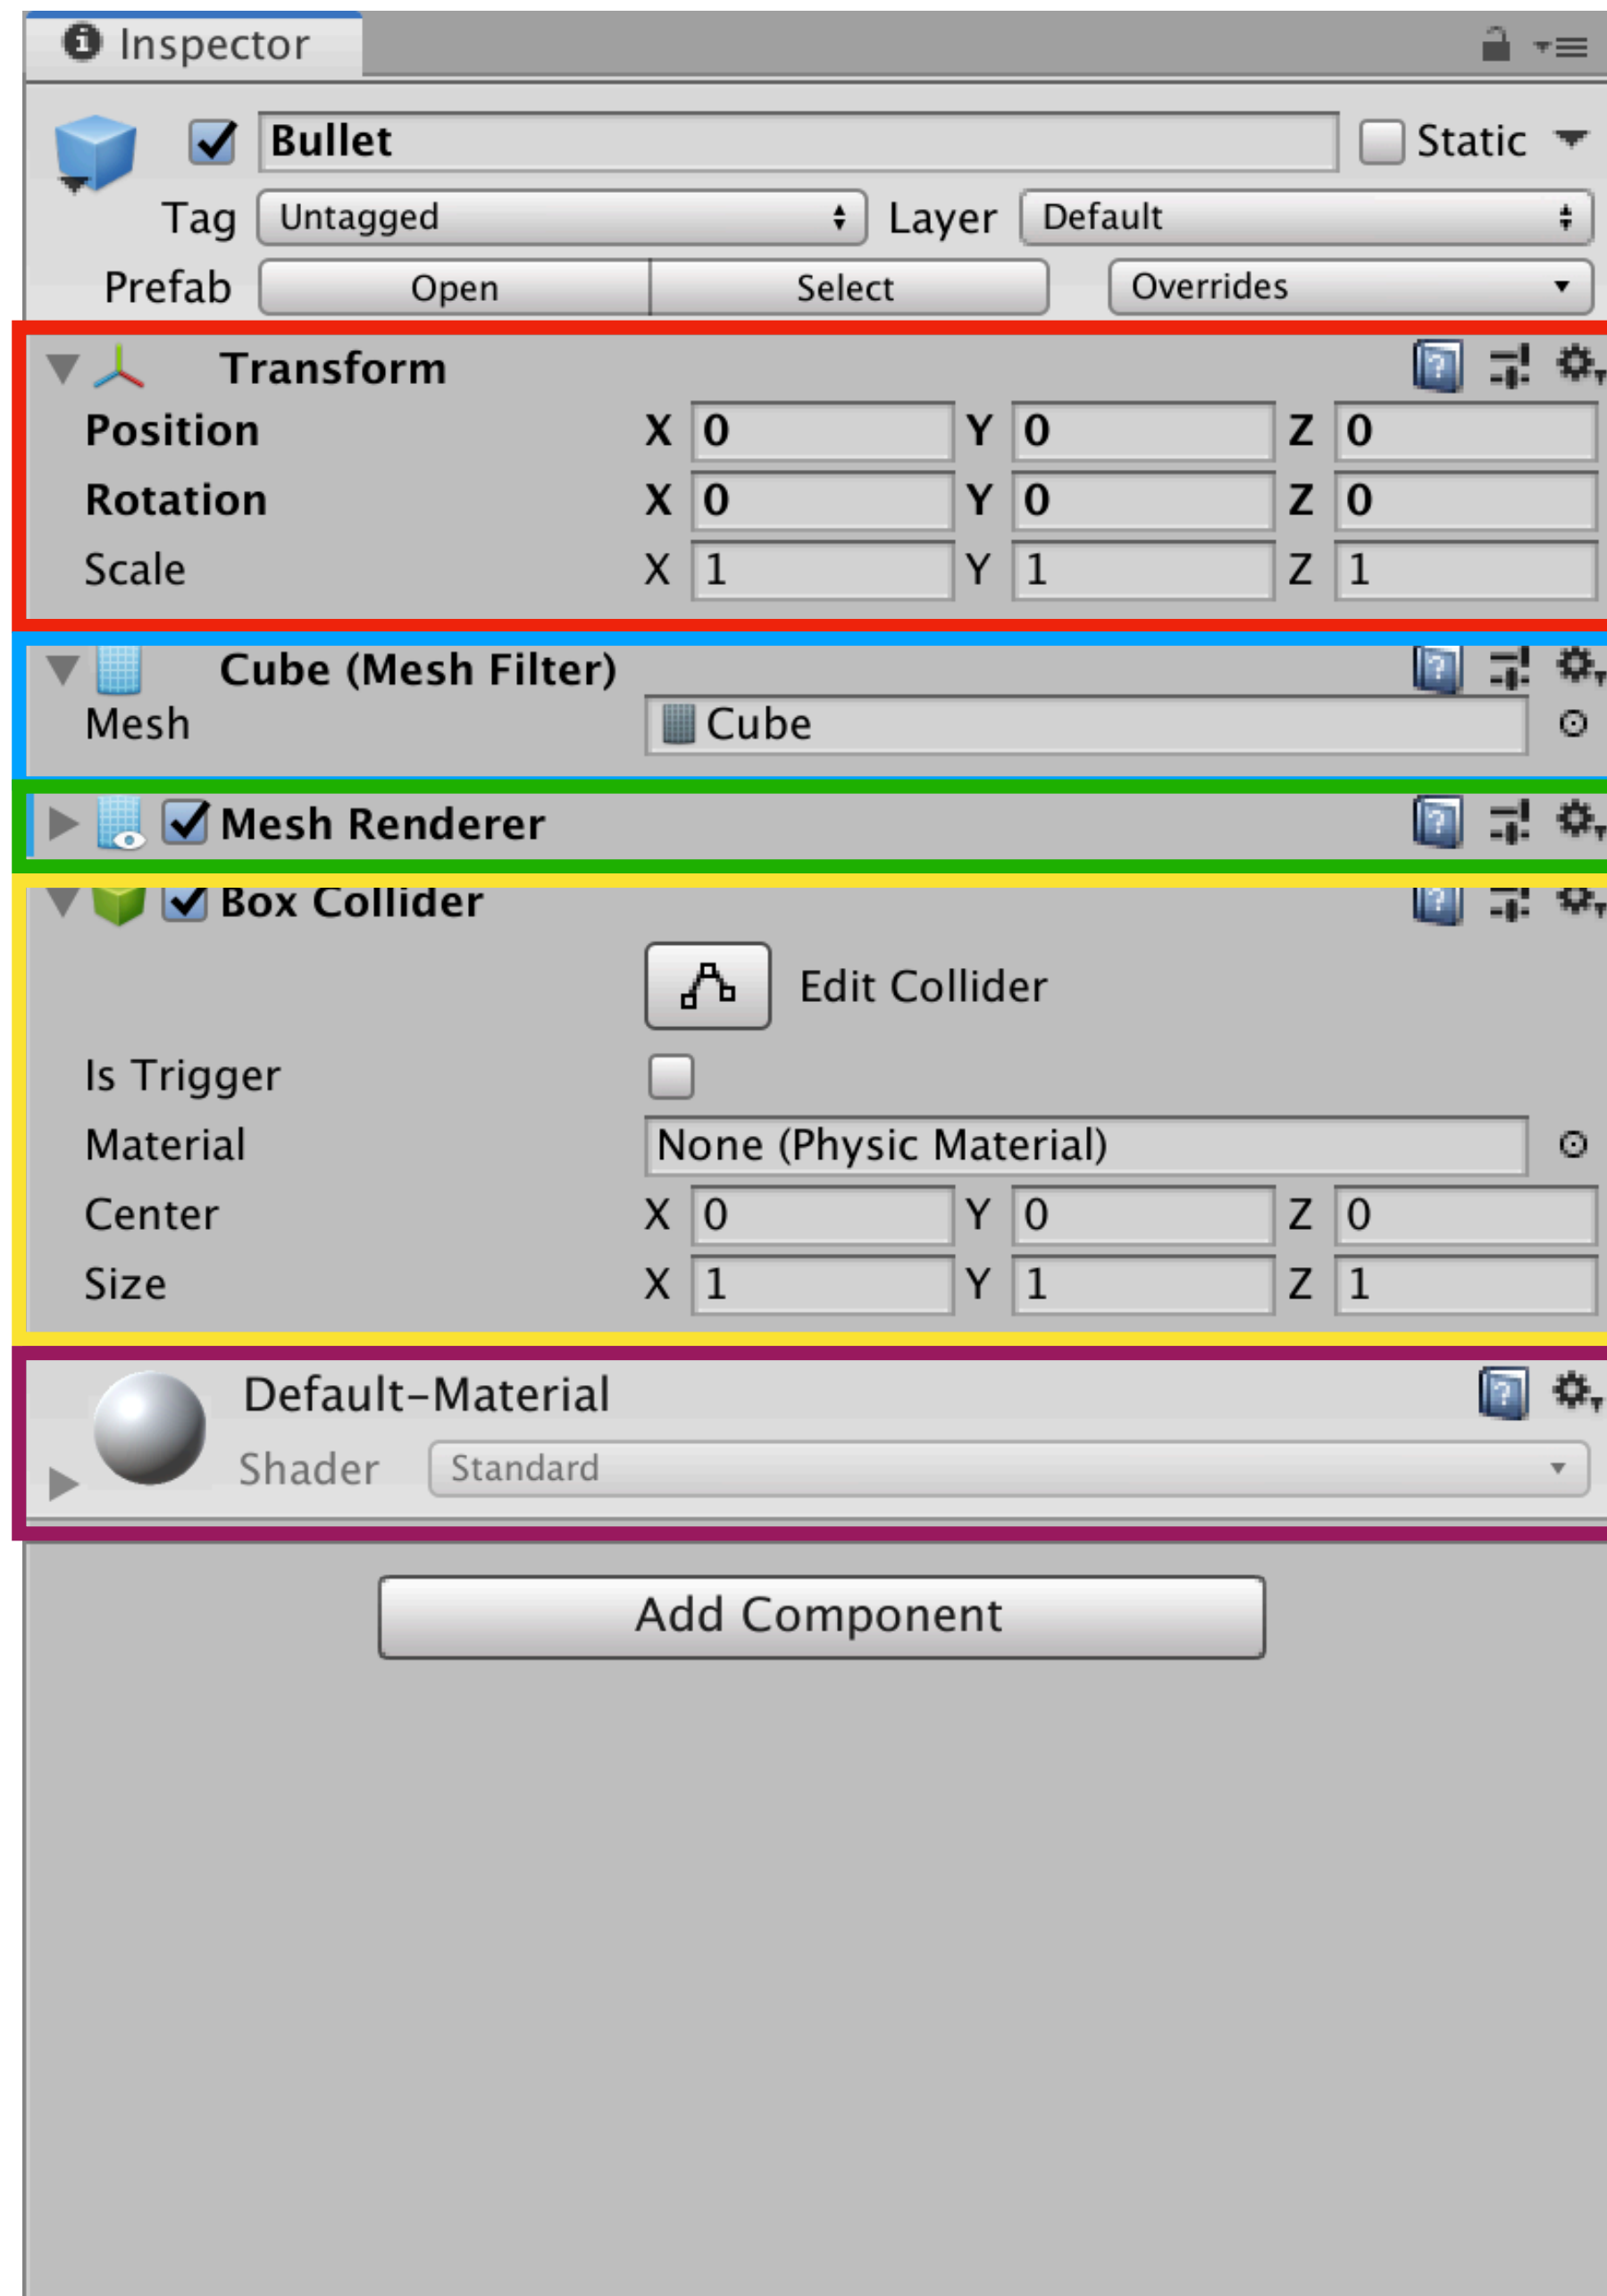 Inspector
Bullet Static
Tag Untagged Layer Default
Prefab Open Select Overrides
Transform
Position X 0 Y 0 Z 0
Rotation X 0 Y 0 Z 0
Scale X 1 Y 1 Z 1
Cube (Mesh Filter)
Mesh Cube
Mesh Renderer
Box Collider
Edit Collider
Is Trigger
Material None (Physic Material)
Center X 0 Y 0 Z 0
Size X 1 Y 1 Z 1
Default-Material
Shader Standard
Add Component